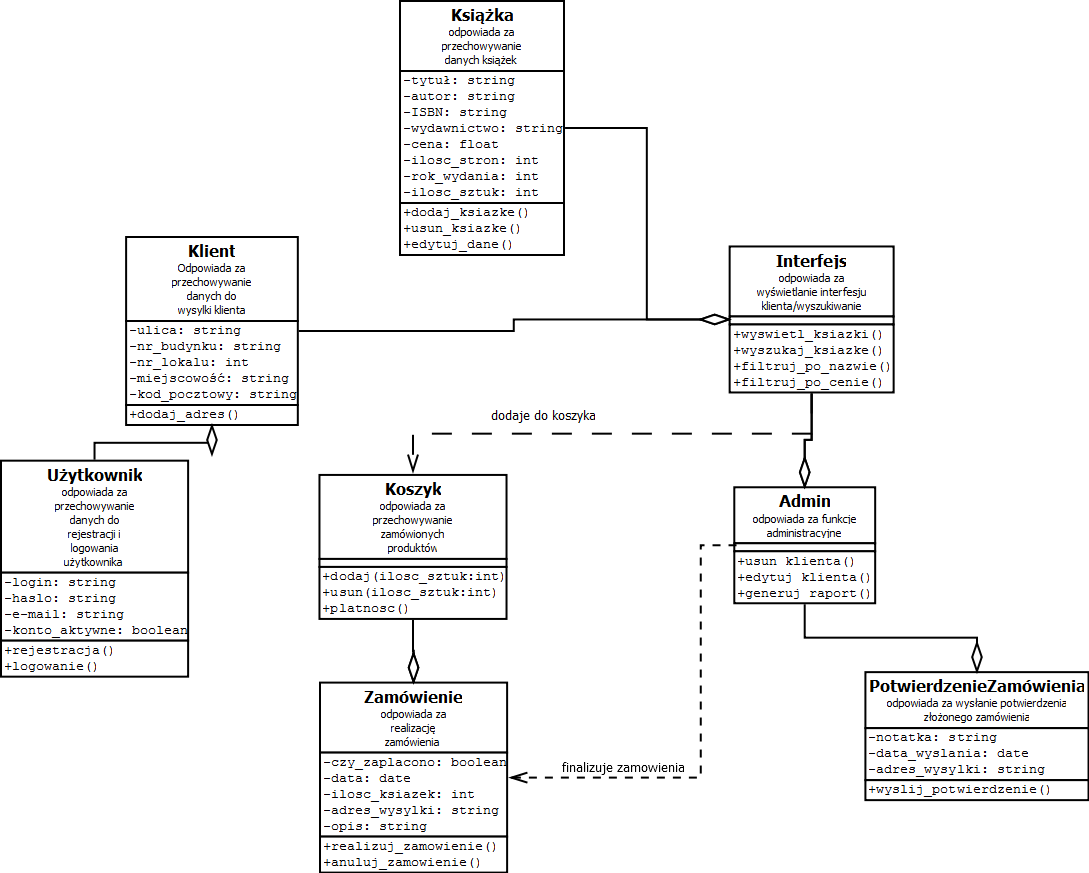 Książka
odpowiada za
przechowywanie
danych książek
-tytuł: string
-autor: string
-ISBN: string
-wydawnictwo: string
-cena: float
-ilosc_stron: int
-rok_wydania: int
-ilosc_sztuk: int
+dodaj_ksiazke()
+usun_ksiazke()
+edytuj_dane()
Klient
Odpowiada za
przechowywanie
danych do
wysylki klienta
-ulica: string
-nr_budynku: string
-nr_lokalu: int
-miejscowość: string
-kod_pocztowy: string
+dodaj_adres()
Interfejs
odpowiada za
wyświetlanie interfesju
klienta/wyszukiwanie
+wyswietl_ksiazki()
+wyszukaj_ksiazke()
+filtruj_po_nazwie()
+filtruj_po_cenie()
dodaje do koszyka
Użytkownik
odpowiada za
przechowywanie
danych do
rejestracji i
logowania
użytkownika
-login: string
-haslo: string
-e-mail: string
-konto_aktywne: boolean
+rejestracja()
+logowanie()
Koszyk
odpowiada za
przechowywanie
zamówionych
produktów
+dodaj(ilosc_sztuk:int)
+usun(ilosc_sztuk:int)
+platnosc()
Admin
odpowiada za funkcje
administracyjne
+usun klienta()
+edytuj klienta()
+generuj raport()
Zamówienie
odpowiada za
realizację
zamówienia
-czy_zaplacono: boolean
-data: date
-ilosc_ksiazek: int
-adres_wysylki: string
-opis: string
+realizuj_zamowienie()
+anuluj_zamowienie()
finalizuje zamowienia
PotwierdzenieZamówienia
odpowiada za wysłanie potwierdzenia
złożonego zamówienia
-notatka: string
-data_wyslania: date
-adres_wysylki: string
+wyslij_potwierdzenie()